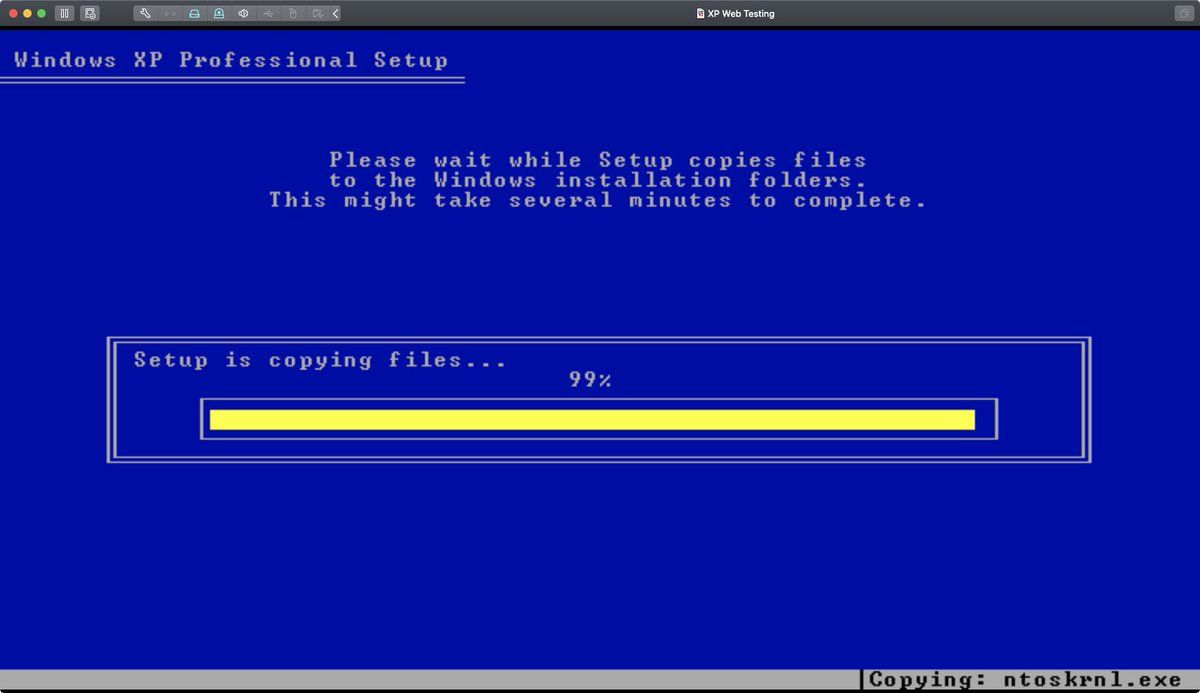 XP Web Testing
Windows XP Professional Setup
Please wait while Setup copies files
to the Windows installation folders.
This might take several minutes to complete.
Setup is copying files...
99%
Copying: ntoskrnl.exe